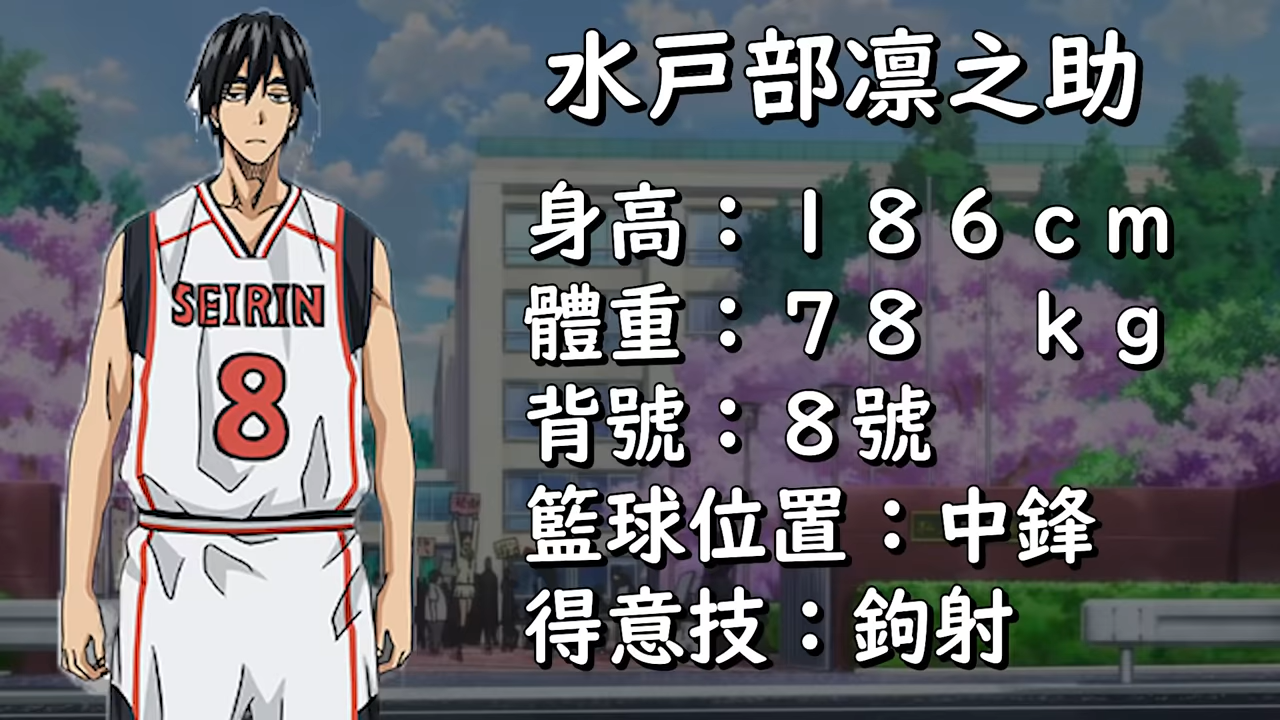 水戸部凛之助
身高：１８６ｃｍ
體重：７８　ｋｇ
背號：８號
籃球位置：中鋒
得意技：鉤射
SEIRIN
8